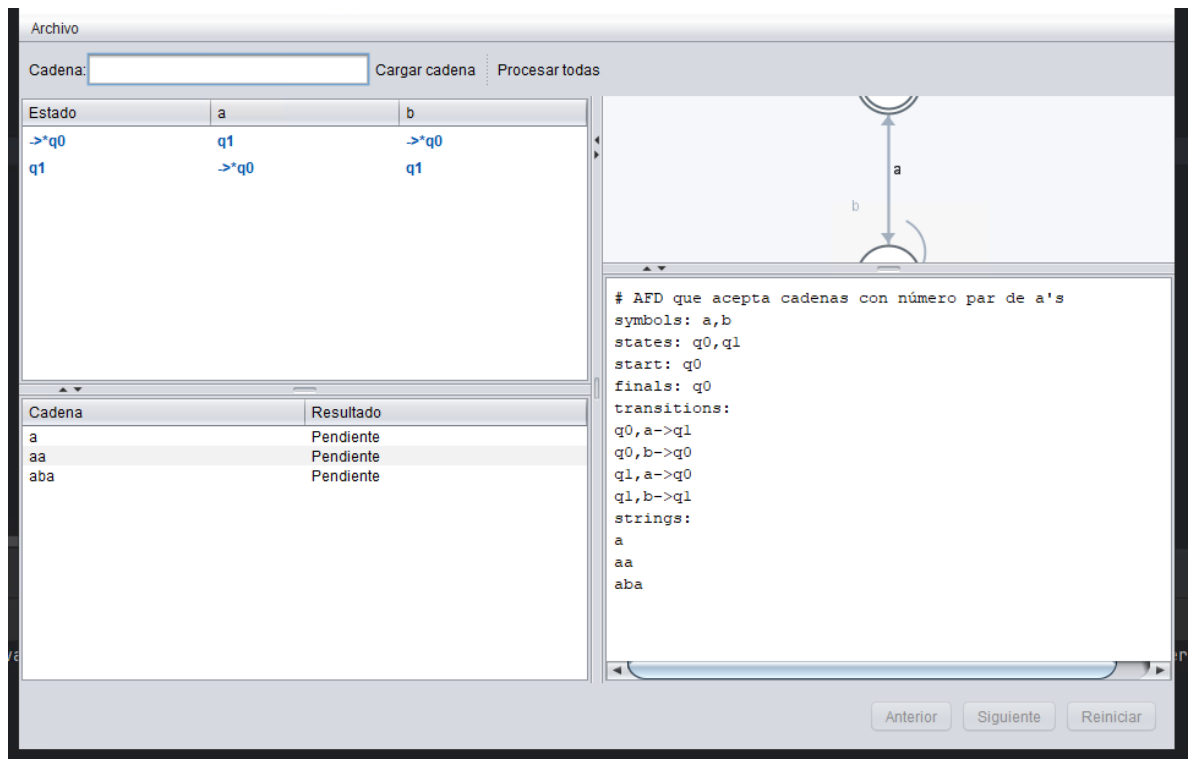 Archivo
Cadena: Cargar cadena Procesar todas
Estado a b
->*q0 q1 ->*q0
q1 ->*q0 q1
a
b
Cadena Resultado
a Pendiente
aa Pendiente
aba Pendiente
# AFD que acepta cadenas con número par de a's
symbols: a,b
states: q0,q1
start: q0
finals: q0
transitions:
q0,a->q1
q0,b->q0
q1,a->q0
q1,b->q1
strings:
a
aa
aba
Anterior Siguiente Reiniciar